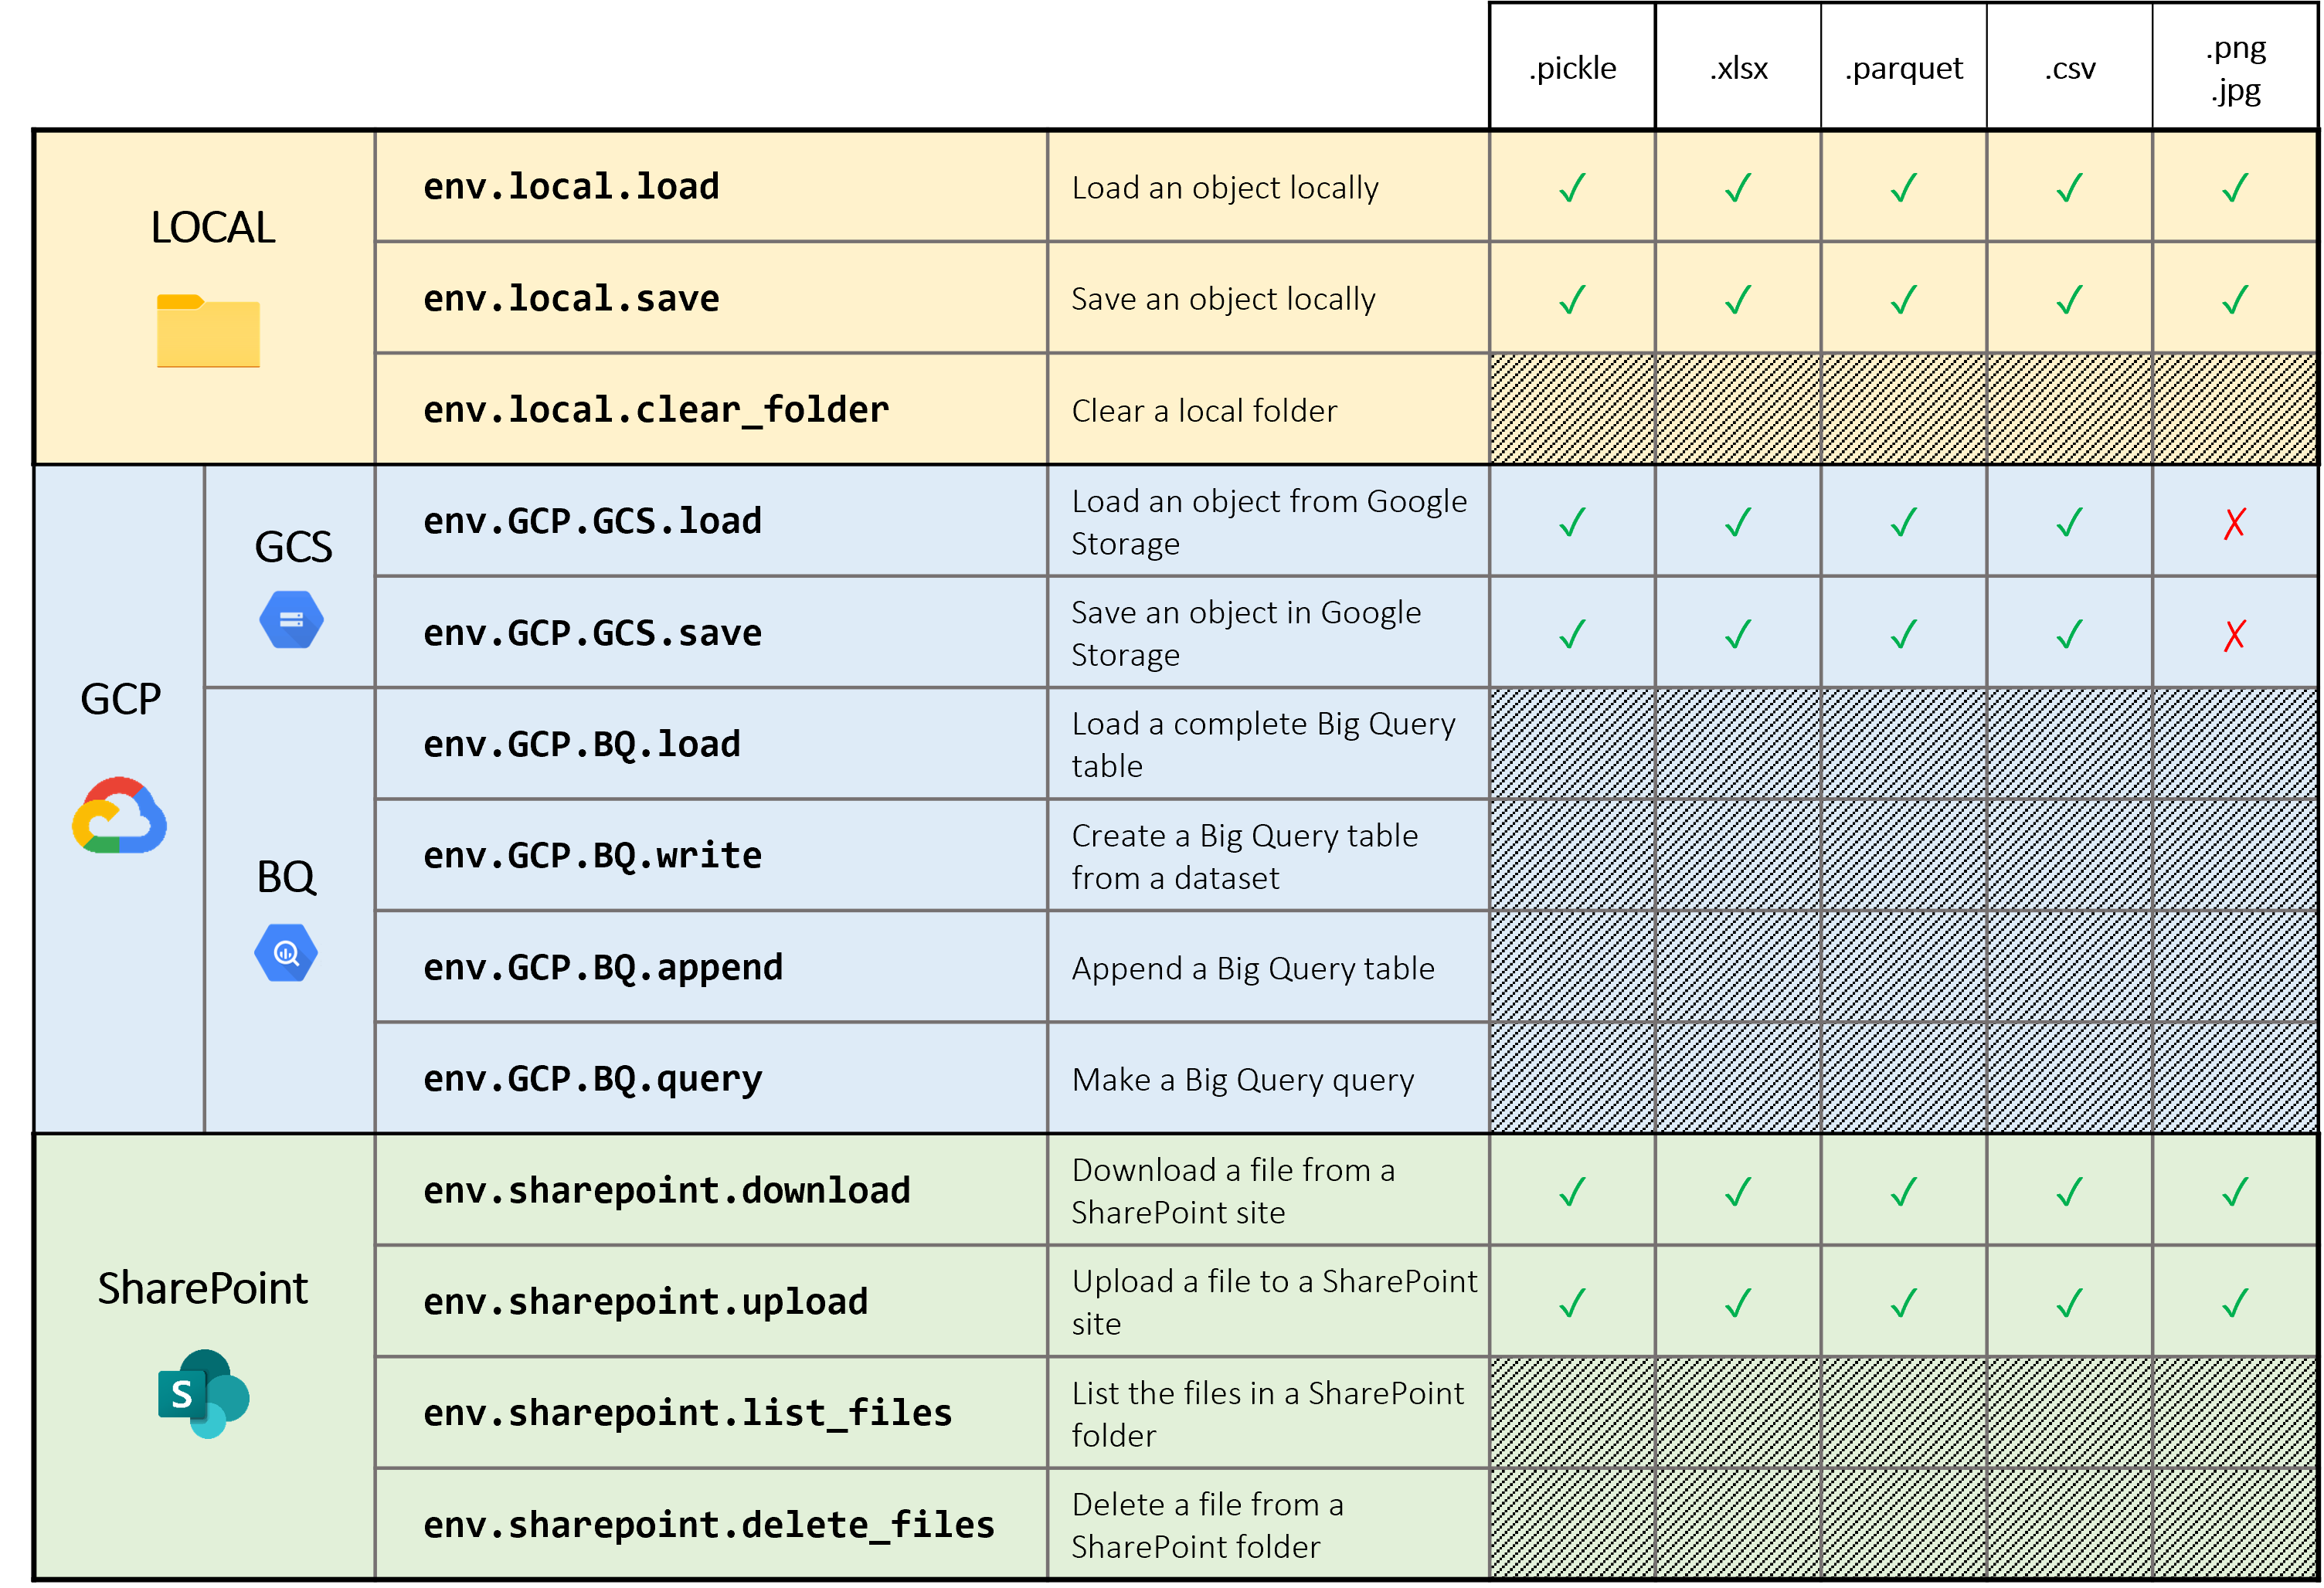 .pickle
.xlsx
.parquet
.csv
.png
.jpg
LOCAL
env.local.load
Load an object locally
✓ ✓ ✓ ✓ ✓
env.local.save
Save an object locally
✓ ✓ ✓ ✓ ✓
env.local.clear_folder
Clear a local folder
GCP
GCS
env.GCP.GCS.load
Load an object from Google
Storage
✓ ✓ ✓ ✓ ✗
env.GCP.GCS.save
Save an object in Google
Storage
✓ ✓ ✓ ✓ ✗
BQ
env.GCP.BQ.load
Load a complete Big Query
table
env.GCP.BQ.write
Create a Big Query table
from a dataset
env.GCP.BQ.append
Append a Big Query table
env.GCP.BQ.query
Make a Big Query query
SharePoint
S
env.sharepoint.download
Download a file from a
SharePoint site
✓ ✓ ✓ ✓ ✓
env.sharepoint.upload
Upload a file to a SharePoint
site
✓ ✓ ✓ ✓ ✓
env.sharepoint.list_files
List the files in a SharePoint
folder
env.sharepoint.delete_files
Delete a file from a
SharePoint folder